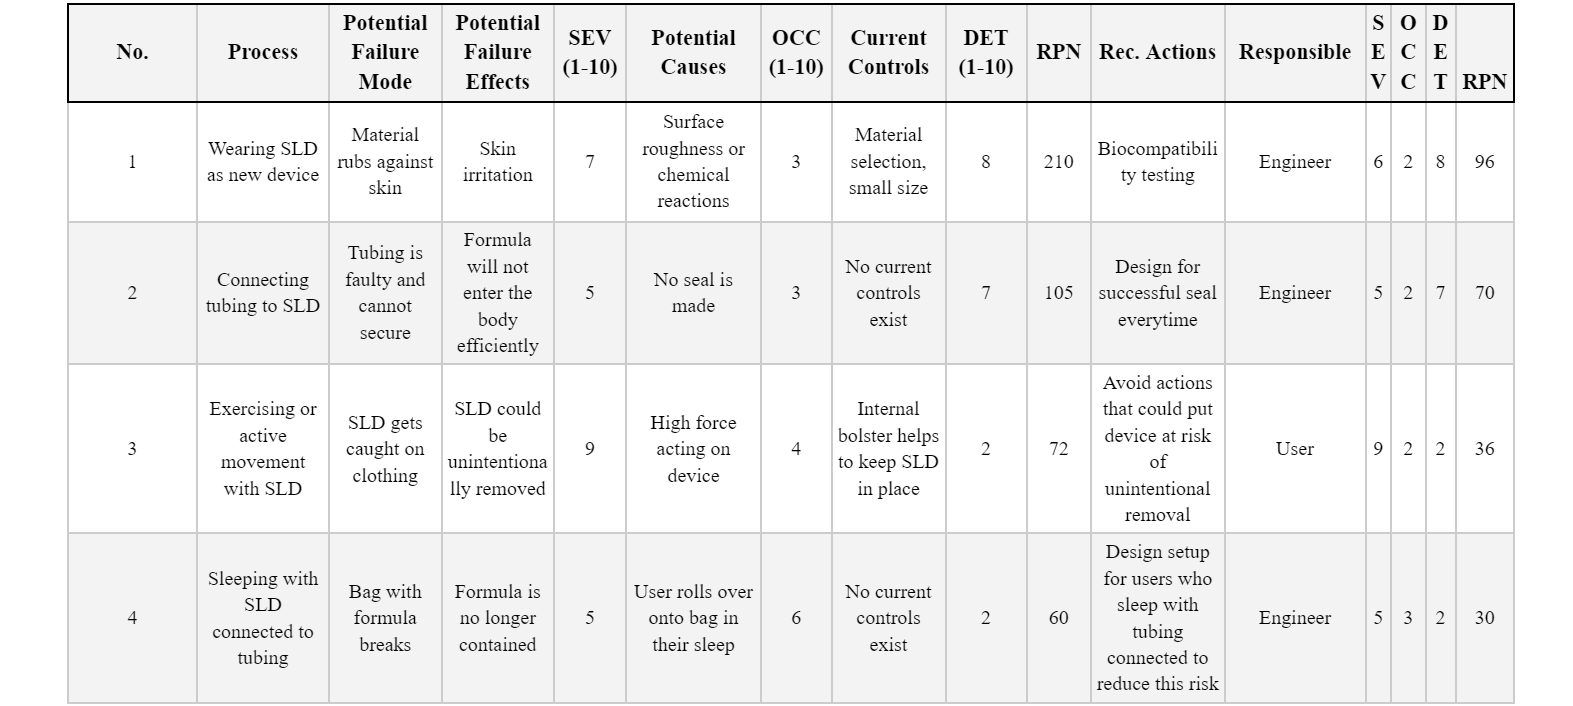 No.
Process
Potential
Failure
Mode
Potential
Failure
Effects
SEV
(1-10)
Potential
Causes
OCC
(1-10)
Current
Controls
DET
(1-10)
RPN
Rec. Actions
Responsible
S
E
V
O
C
C
D
E
T
RPN
1
Wearing SLD
as new device
Material
rubs against
skin
Skin
irritation
7
Surface
roughness or
chemical
reactions
3
Material
selection,
small size
8
210
Biocompatibili
ty testing
Engineer
6
2
8
96
2
Connecting
tubing to SLD
Tubing is
faulty and
cannot
secure
Formula
will not
enter the
body
efficiently
5
No seal is
made
3
No current
controls
exist
7
105
Design for
successful seal
everytime
Engineer
5
2
7
70
3
Exercising or
active
movement
with SLD
SLD gets
caught on
clothing
SLD could
be
unintentiona
lly removed
9
High force
acting on
device
4
Internal
bolster helps
to keep SLD
in place
2
72
Avoid actions
that could put
device at risk
of
unintentional
removal
User
9
2
2
36
4
Sleeping with
SLD
connected to
tubing
Bag with
formula
breaks
Formula is
no longer
contained
5
User rolls over
onto bag in
their sleep
6
No current
controls
exist
2
60
Design setup
for users who
sleep with
tubing
connected to
reduce this risk
Engineer
5
3
2
30